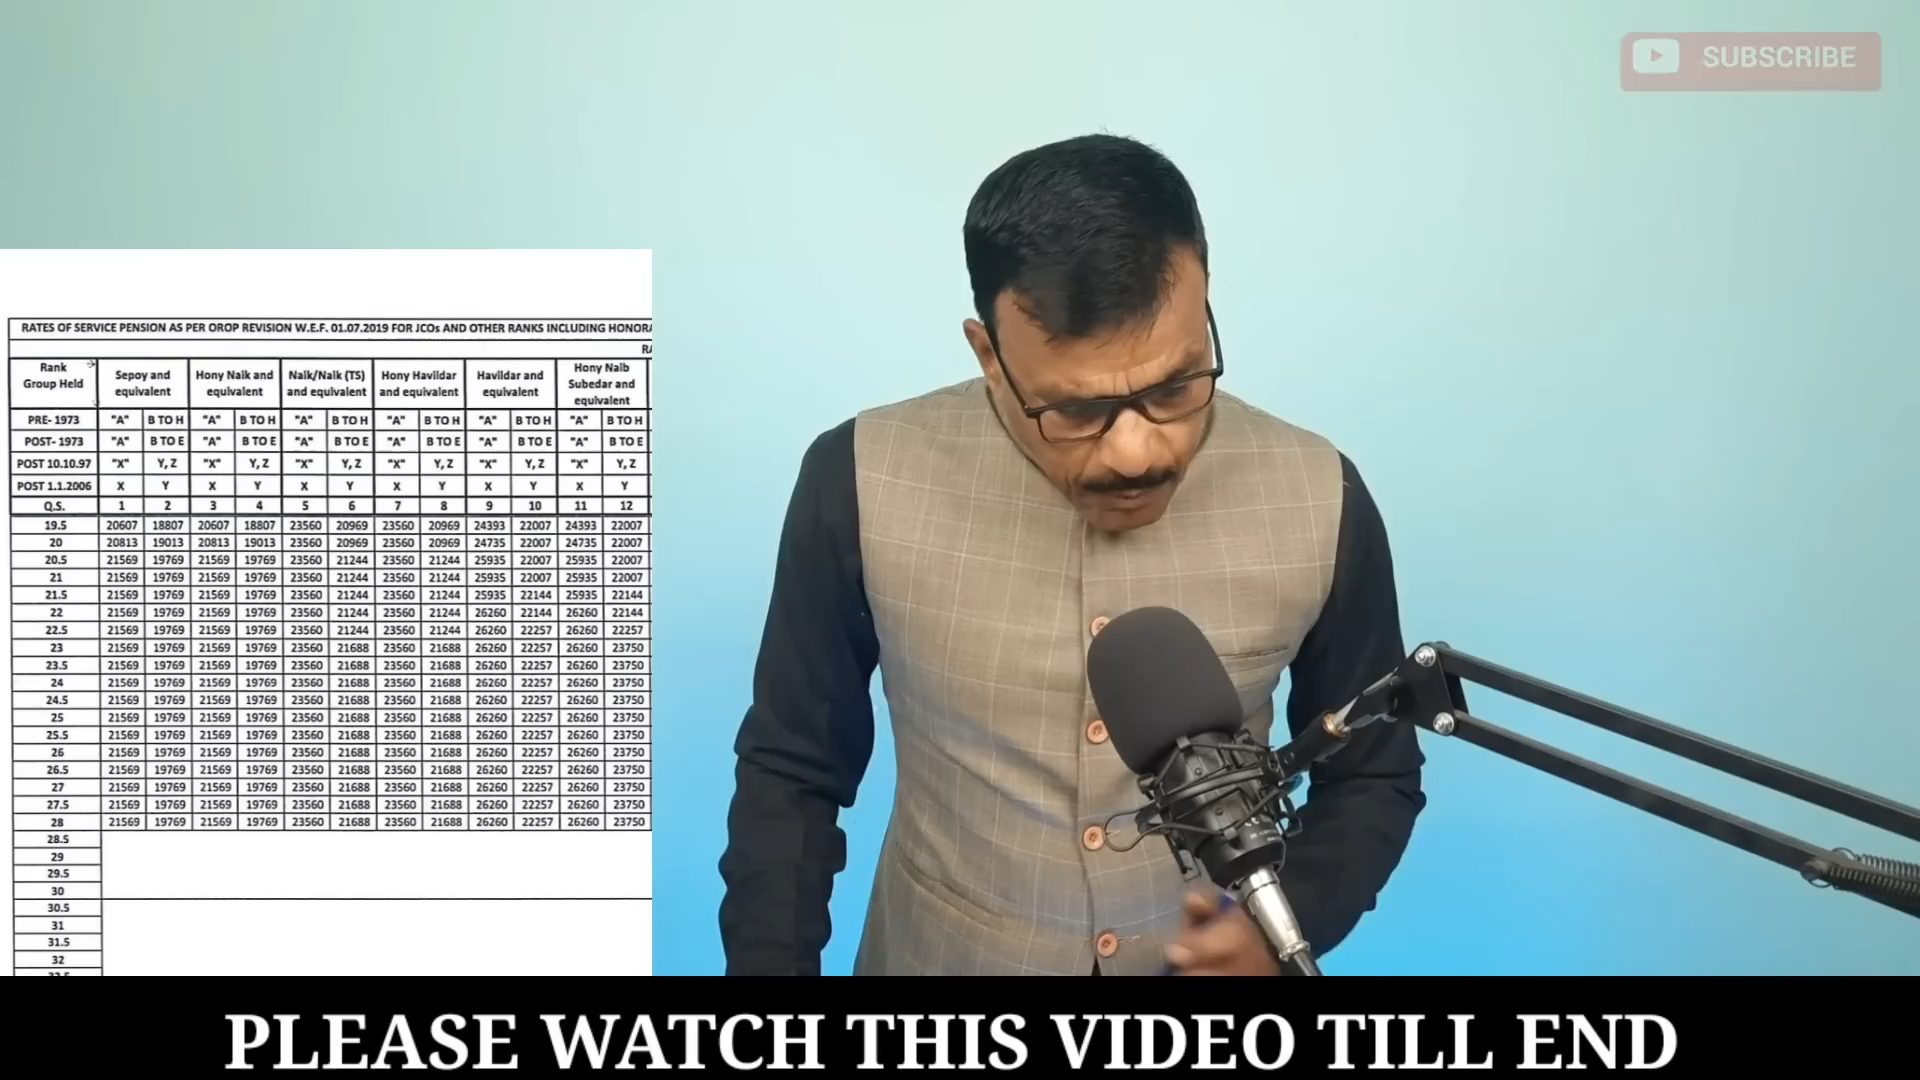 SUBSCRIBE
RATES OF SERVICE PENSION AS PER OROP REVISION W.E.F. 01.07.2019 FOR JCOs AND OTHER RANKS INCLUDING HONORA
RA
Rank Group Held Sepoy and equivalent Hony Naik and equivalent Naik/Naik (TS) and equivalent Hony Havildar and equivalent Havildar and equivalent Hony Naib Subedar and equivalent
PRE- 1973 "A" B TO H "A" B TO H "A" B TO H "A" B TO H "A" B TO H "A" B TO H
POST- 1973 "A" B TO E "A" B TO E "A" B TO E "A" B TO E "A" B TO E "A" B TO E
POST 10.10.97 "X" Y, Z "X" Y, Z "X" Y, Z "X" Y, Z "X" Y, Z "X" Y, Z
POST 1.1.2006 X Y X Y X Y X Y X Y X Y
Q.S. 1 2 3 4 5 6 7 8 9 10 11 12
19.5 20607 18807 20607 18807 23560 20969 23560 20969 24393 22007 24393 22007
20 20813 19013 20813 19013 23560 20969 23560 20969 24735 22007 24735 22007
20.5 21569 19769 21569 19769 23560 21244 23560 21244 25935 22007 25935 22007
21 21569 19769 21569 19769 23560 21244 23560 21244 25935 22007 25935 22007
21.5 21569 19769 21569 19769 23560 21244 23560 21244 25935 22144 25935 22144
22 21569 19769 21569 19769 23560 21244 23560 21244 26260 22144 26260 22144
22.5 21569 19769 21569 19769 23560 21244 23560 21244 26260 22257 26260 22257
23 21569 19769 21569 19769 23560 21688 23560 21688 26260 22257 26260 23750
23.5 21569 19769 21569 19769 23560 21688 23560 21688 26260 22257 26260 23750
24 21569 19769 21569 19769 23560 21688 23560 21688 26260 22257 26260 23750
24.5 21569 19769 21569 19769 23560 21688 23560 21688 26260 22257 26260 23750
25 21569 19769 21569 19769 23560 21688 23560 21688 26260 22257 26260 23750
25.5 21569 19769 21569 19769 23560 21688 23560 21688 26260 22257 26260 23750
26 21569 19769 21569 19769 23560 21688 23560 21688 26260 22257 26260 23750
26.5 21569 19769 21569 19769 23560 21688 23560 21688 26260 22257 26260 23750
27 21569 19769 21569 19769 23560 21688 23560 21688 26260 22257 26260 23750
27.5 21569 19769 21569 19769 23560 21688 23560 21688 26260 22257 26260 23750
28 21569 19769 21569 19769 23560 21688 23560 21688 26260 22257 26260 23750
28.5
29
29.5
30
30.5
31
31.5
32
PLEASE WATCH THIS VIDEO TILL END